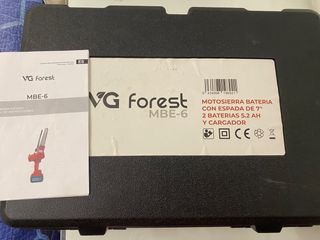 ES
VG forest
MBE-6
VG forest
MBE-6
MOTOSIERRA BATERIA
CON ESPADA DE 7"
2 BATERIAS 5.2 AH
Y CARGADOR